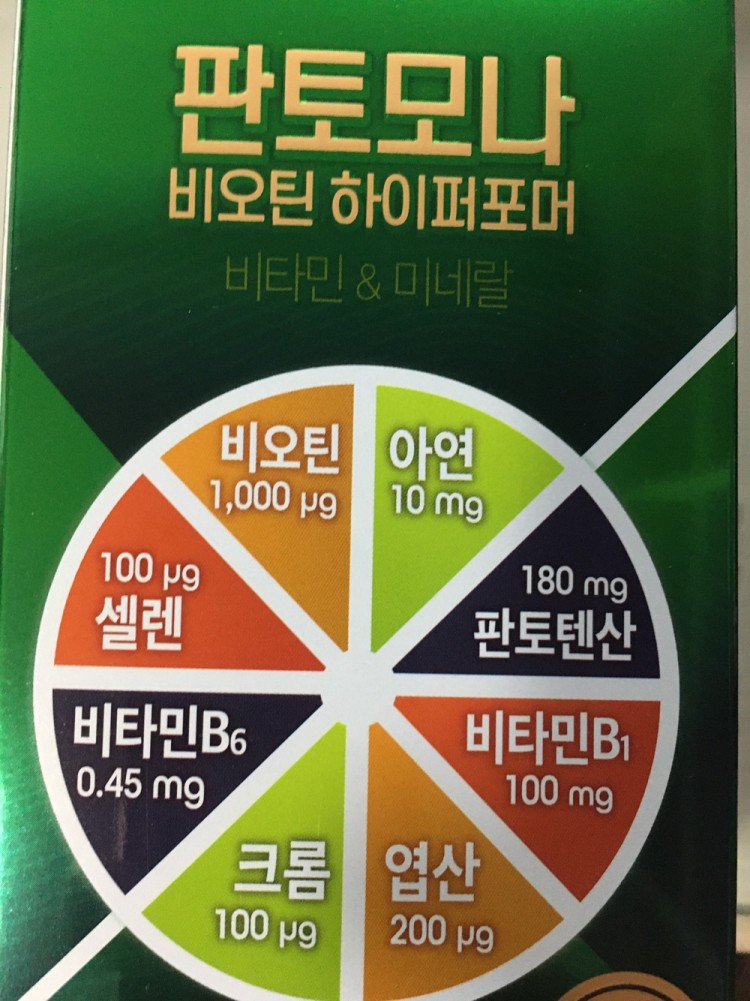 판토모나
비오틴 하이퍼포머
비타민 & 미네랄
비오틴
1,000 µg
아연
10 mg
100 µg
셀렌
180 mg
판토텐산
비타민B6
0.45 mg
비타민B1
100 mg
크롬
100 µg
엽산
200 µg